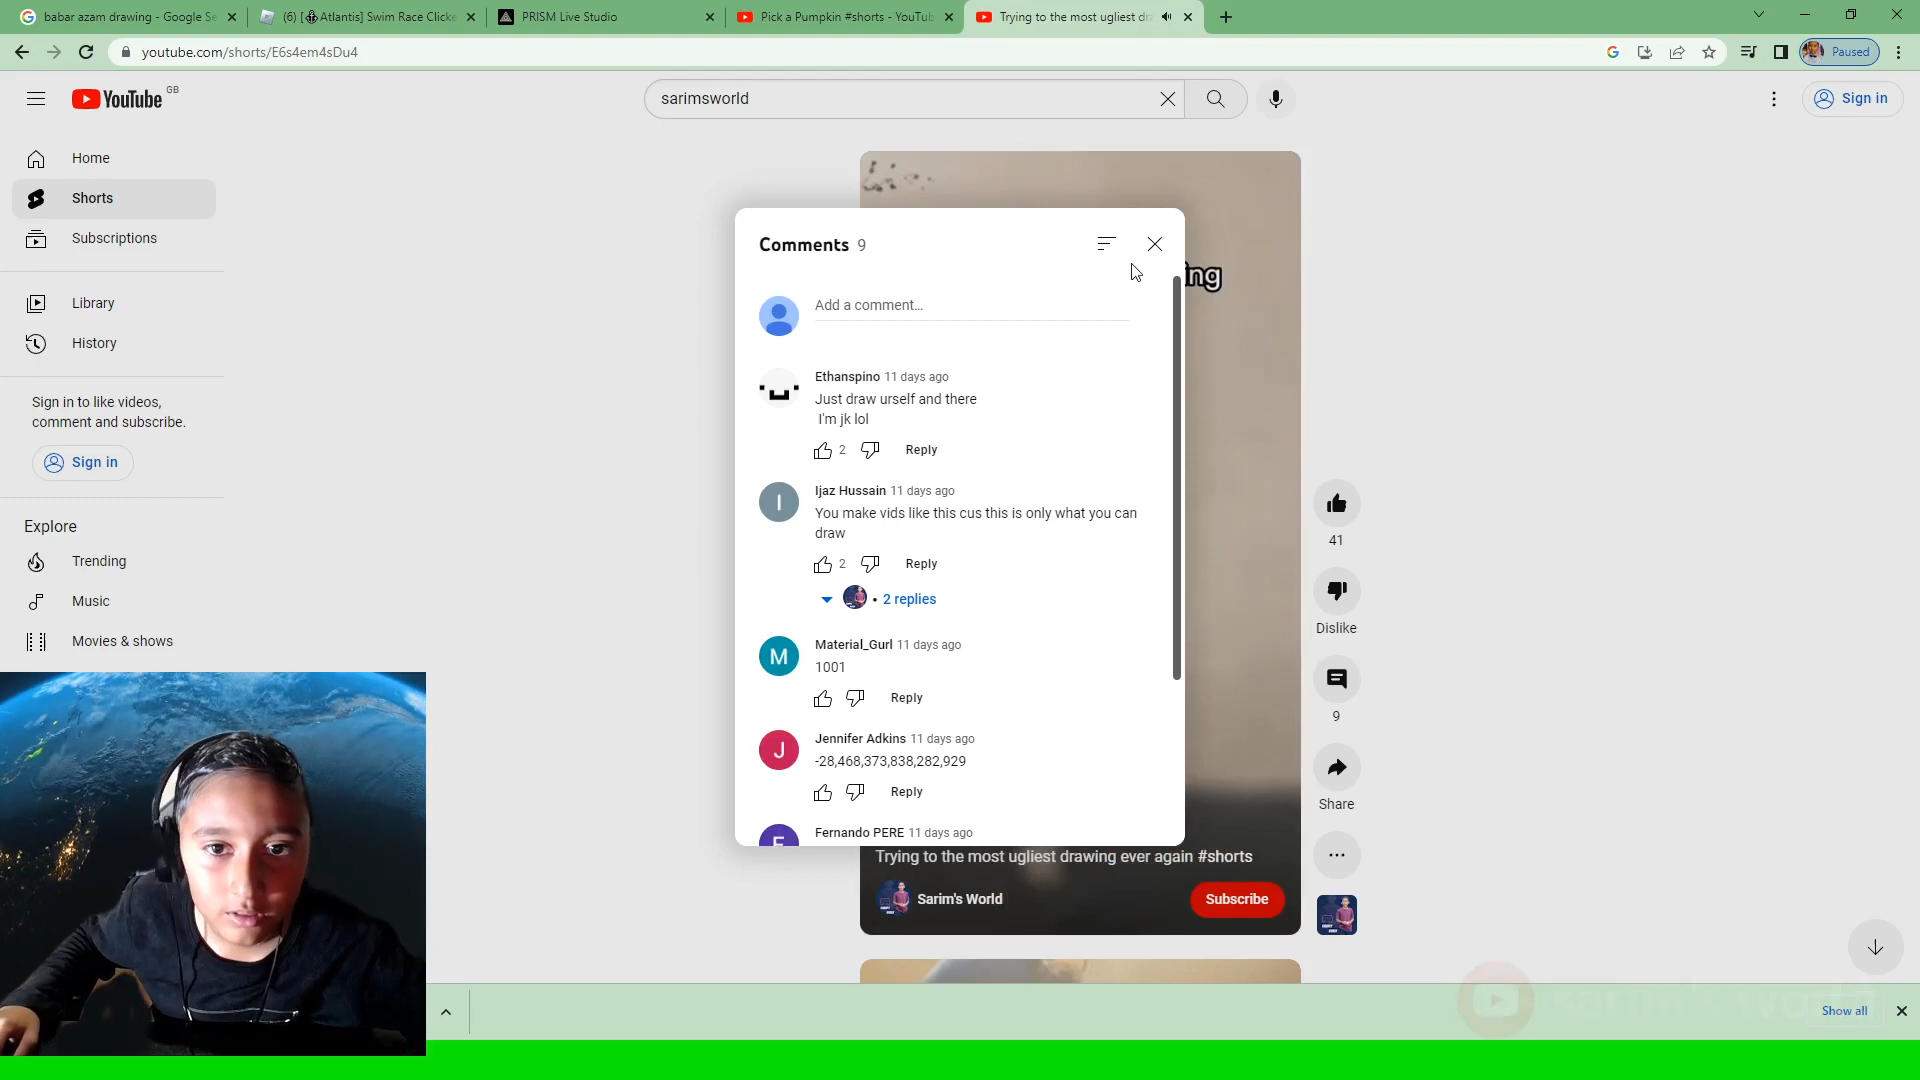 babar azam drawing - Google Se
(6) [Atlantis] Swim Race Clicke
PRISM Live Studio
Pick a Pumpkin #shorts - YouTub
Trying to the most ugliest dr
youtube.com/shorts/E6s4em4sDu4
Paused
YouTube GB
sarimsworld
Sign in
Home
Shorts
Subscriptions
Library
History
Sign in to like videos,
comment and subscribe.
Sign in
Explore
Trending
Music
Movies & shows
ing
Comments 9
Add a comment...
Ethanspino 11 days ago
Just draw urself and there
I'm jk lol
2 Reply
I
Ijaz Hussain 11 days ago
You make vids like this cus this is only what you can
draw
2 Reply
• 2 replies
M
Material_Gurl 11 days ago
1001
Reply
J
Jennifer Adkins 11 days ago
-28,468,373,838,282,929
Reply
F
Fernando PERE 11 days ago
Trying to the most ugliest drawing ever again #shorts
Sarim's World
Subscribe
41
Dislike
9
Share
sarim's wo
Show all